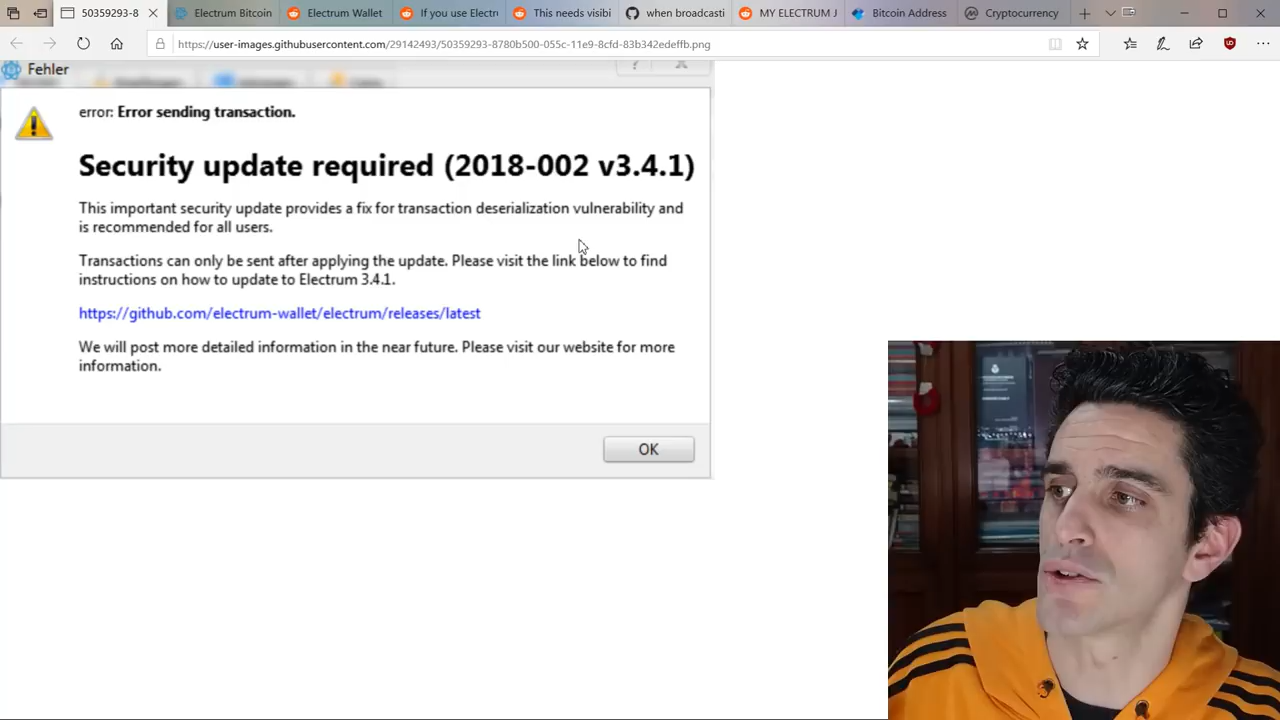 50359293-8
Electrum Bitcoin
Electrum Wallet
If you use Electr
This needs visibi
when broadcasti
MY ELECTRUM J
Bitcoin Address
Cryptocurrency
https://user-images.githubusercontent.com/29142493/50359293-8780b500-055c-11e9-8cfd-83b342edeffb.png
Fehler
error: Error sending transaction.
Security update required (2018-002 v3.4.1)
This important security update provides a fix for transaction deserialization vulnerability and
is recommended for all users.
Transactions can only be sent after applying the update. Please visit the link below to find
instructions on how to update to Electrum 3.4.1.
https://github.com/electrum-wallet/electrum/releases/latest
We will post more detailed information in the near future. Please visit our website for more
information.
OK